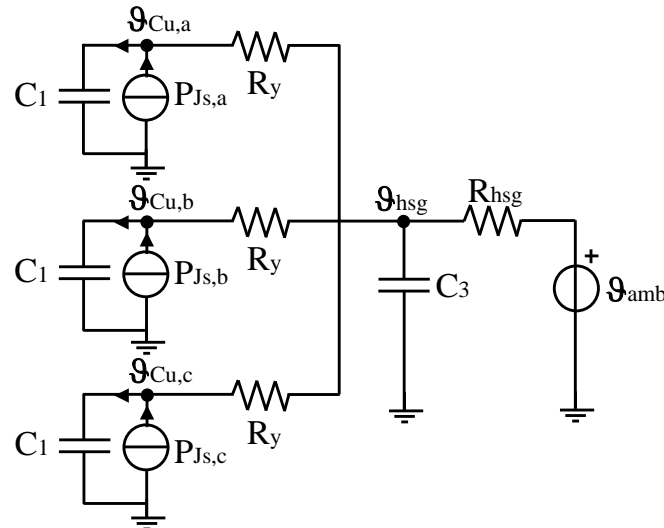 ϑCu,a
C1
PJs,a
Ry
ϑCu,b
C1
PJs,b
Ry
ϑhsg
Rhsg
C3
+
ϑamb
ϑCu,c
C1
PJs,c
Ry